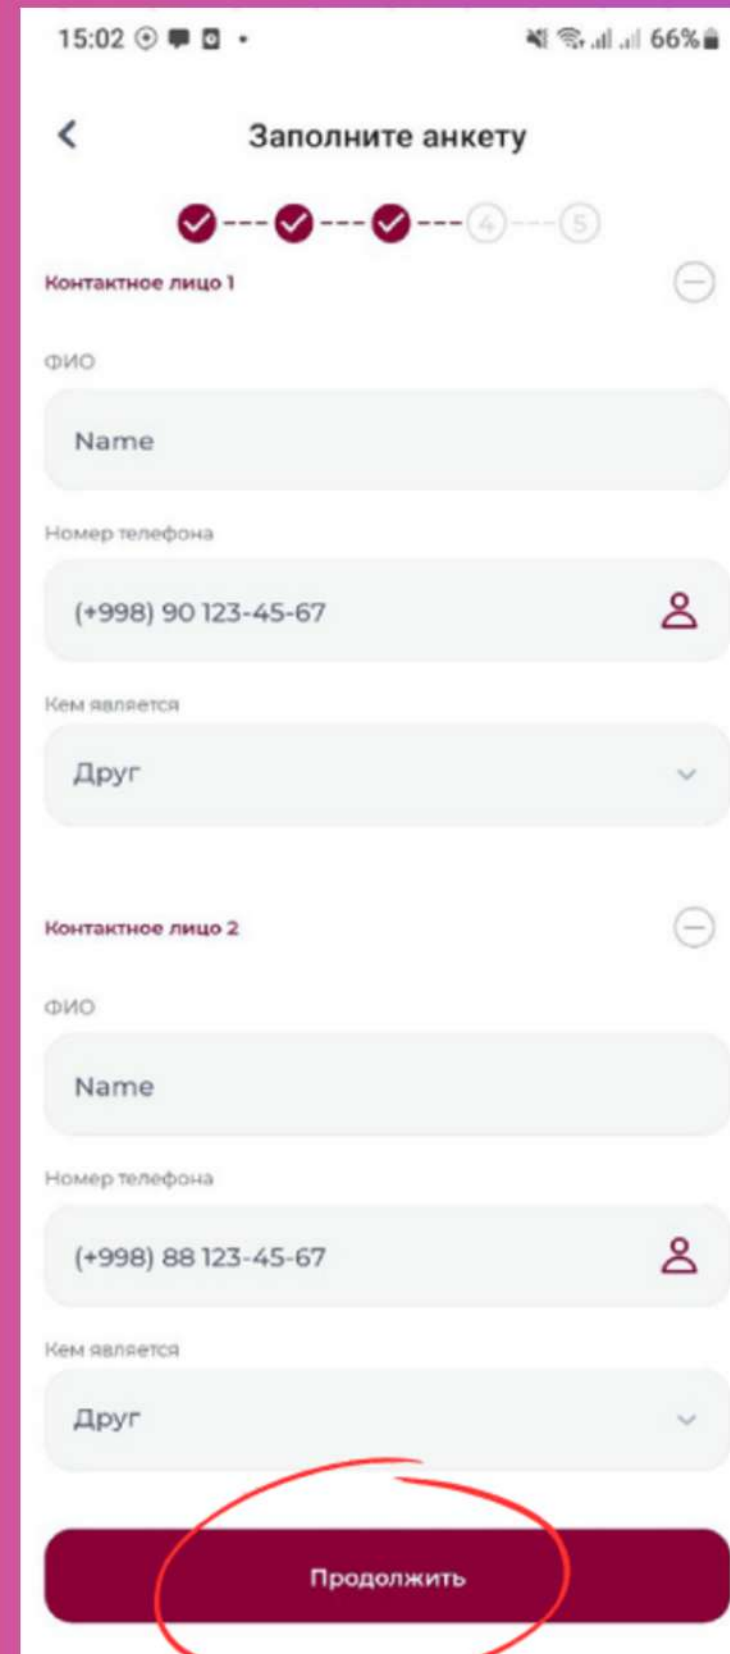 15:02
66%
Заполните анкету
4
5
Контактное лицо 1
ФИО
Name
Номер телефона
(+998) 90 123-45-67
Кем является
Друг
Контактное лицо 2
ФИО
Name
Номер телефона
(+998) 88 123-45-67
Кем является
Друг
Продолжить